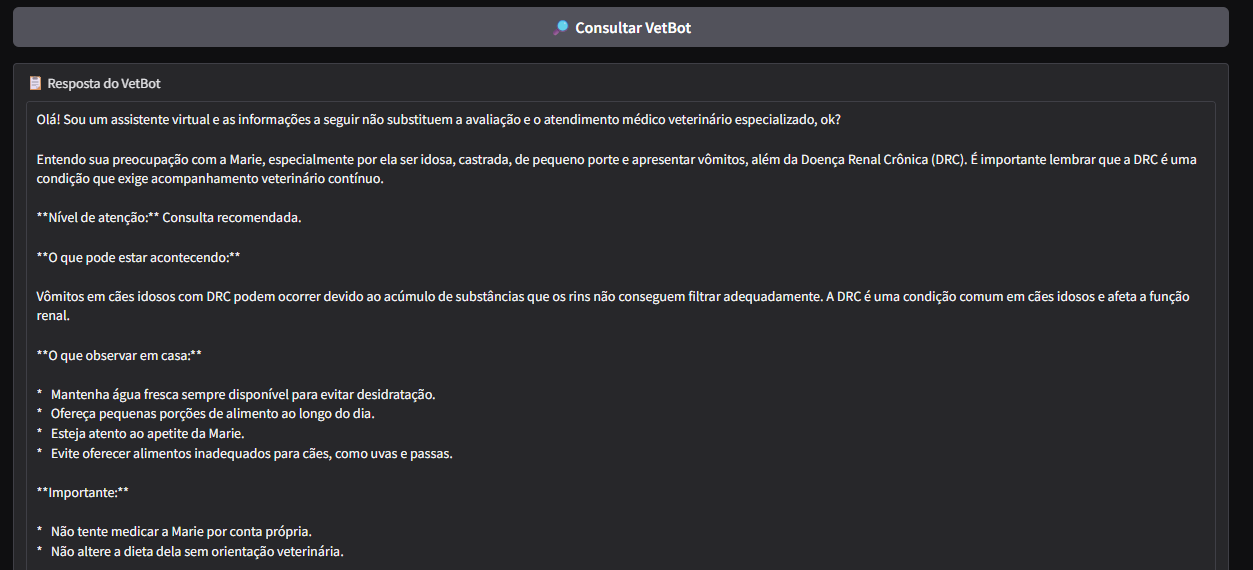 Consultar VetBot
Resposta do VetBot
Olá! Sou um assistente virtual e as informações a seguir não substituem a avaliação e o atendimento médico veterinário especializado, ok?
Entendo sua preocupação com a Marie, especialmente por ela ser idosa, castrada, de pequeno porte e apresentar vômitos, além da Doença Renal Crônica (DRC). É importante lembrar que a DRC é uma
condição que exige acompanhamento veterinário contínuo.
**Nível de atenção:** Consulta recomendada.
**O que pode estar acontecendo:**
Vômitos em cães idosos com DRC podem ocorrer devido ao acúmulo de substâncias que os rins não conseguem filtrar adequadamente. A DRC é uma condição comum em cães idosos e afeta a função
renal.
**O que observar em casa:**
* Mantenha água fresca sempre disponível para evitar desidratação.
* Ofereça pequenas porções de alimento ao longo do dia.
* Esteja atento ao apetite da Marie.
* Evite oferecer alimentos inadequados para cães, como uvas e passas.
**Importante:**
* Não tente medicar a Marie por conta própria.
* Não altere a dieta dela sem orientação veterinária.